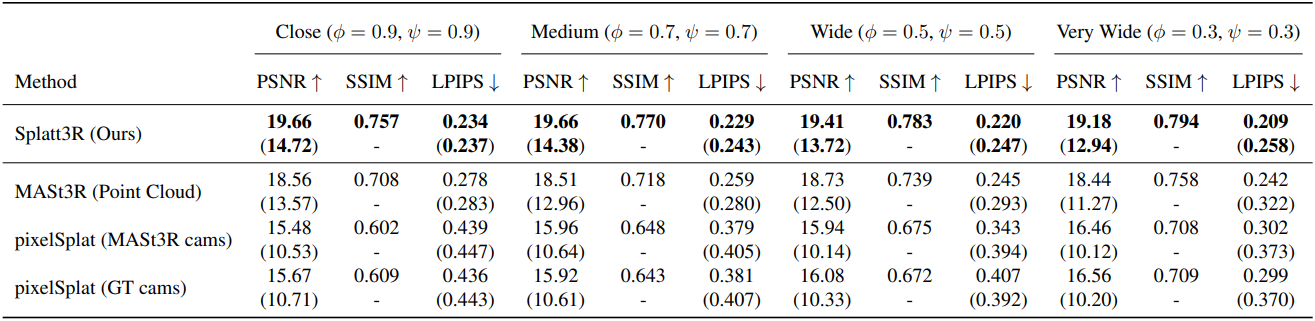 Close (ϕ = 0.9, ψ = 0.9) Medium (ϕ = 0.7, ψ = 0.7) Wide (ϕ = 0.5, ψ = 0.5) Very Wide (ϕ = 0.3, ψ = 0.3)
Method PSNR ↑ SSIM ↑ LPIPS ↓ PSNR ↑ SSIM ↑ LPIPS ↓ PSNR ↑ SSIM ↑ LPIPS ↓ PSNR ↑ SSIM ↑ LPIPS ↓
Splatt3R (Ours) 19.66 0.757 0.234 19.66 0.770 0.229 19.41 0.783 0.220 19.18 0.794 0.209
(14.72) - (0.237) (14.38) - (0.243) (13.72) - (0.247) (12.94) - (0.258)
MASt3R (Point Cloud) 18.56 0.708 0.278 18.51 0.718 0.259 18.73 0.739 0.245 18.44 0.758 0.242
(13.57) - (0.283) (12.96) - (0.280) (12.50) - (0.293) (11.27) - (0.322)
pixelSplat (MASt3R cams) 15.48 0.602 0.439 15.96 0.648 0.379 15.94 0.675 0.343 16.46 0.708 0.302
(10.53) - (0.447) (10.64) - (0.405) (10.14) - (0.394) (10.12) - (0.373)
pixelSplat (GT cams) 15.67 0.609 0.436 15.92 0.643 0.381 16.08 0.672 0.407 16.56 0.709 0.299
(10.71) - (0.443) (10.61) - (0.407) (10.33) - (0.392) (10.20) - (0.370)